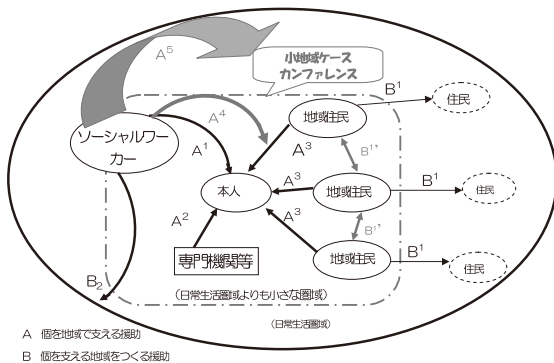 A⁵
小地域ケース
カンファレンス
B¹
住民
地域住民
A⁴
ソーシャルワー
カー
A¹
A³
B¹'
本人
A³
地域住民
B¹
住民
A²
A³
B¹'
専門機関等
地域住民
B¹
住民
B₂
(日常生活圏域よりも小さな圏域)
(日常生活圏域)
A 個を地域で支える援助
B 個を支える地域をつくる援助